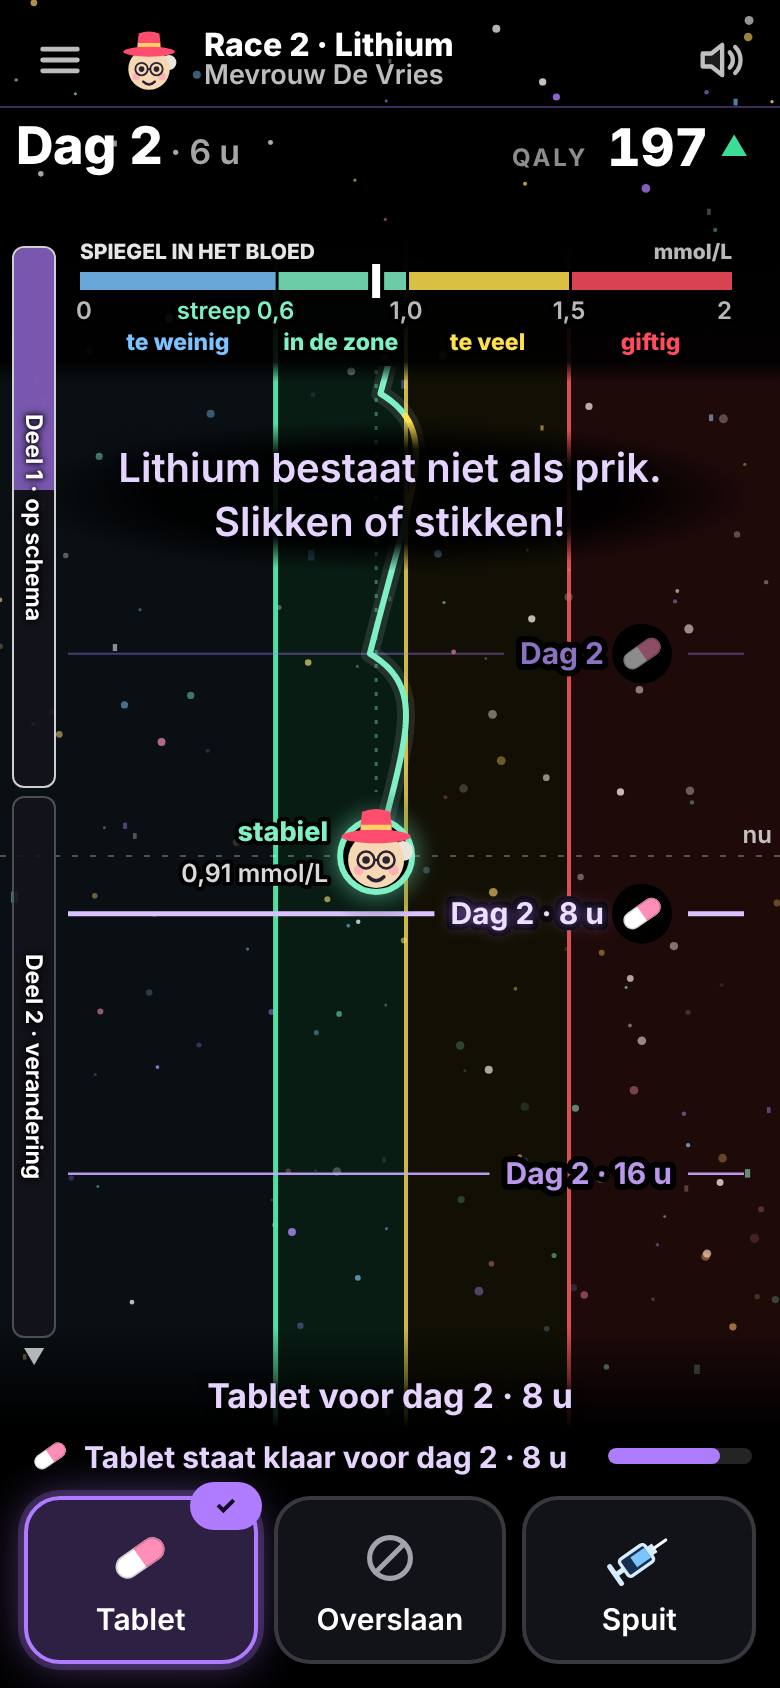 Race 2 · Lithium
Mevrouw De Vries
Dag 2 · 6 u
QALY 197
SPIEGEL IN HET BLOED mmol/L
0 streep 0,6 1,0 1,5 2
te weinig in de zone te veel giftig
Deel 1 · op schema
Lithium bestaat niet als prik.
Slikken of stikken!
Dag 2
stabiel
nu
0,91 mmol/L
Dag 2 · 8 u
Deel 2 · verandering
Dag 2 · 16 u
Tablet voor dag 2 · 8 u
Tablet staat klaar voor dag 2 · 8 u
Tablet Overslaan Spuit